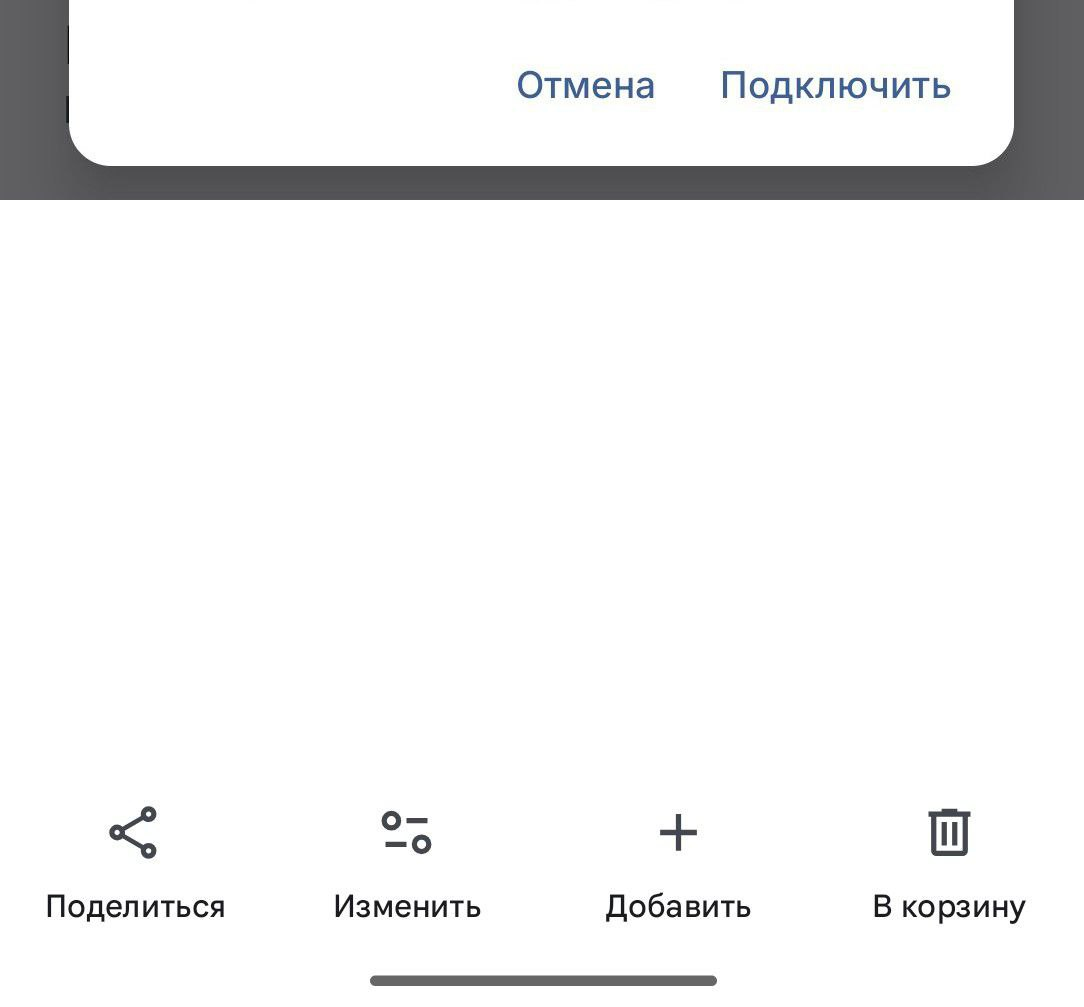 Отмена Подключить
Поделиться Изменить Добавить В корзину